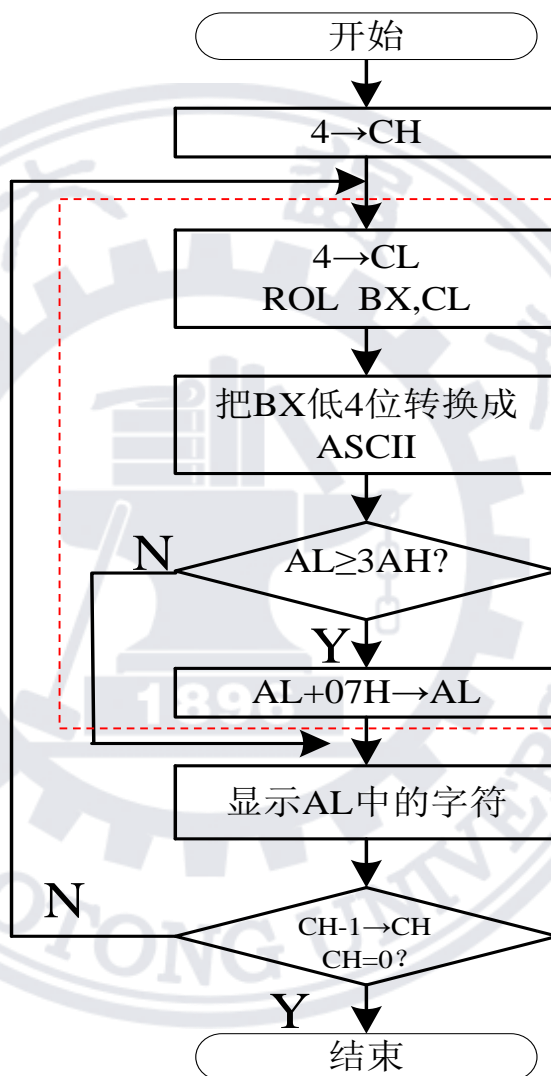 开始
4→CH
4→CL
ROL BX,CL
把BX低4位转换成
ASCII
AL≥3AH?
N
Y
AL+07H→AL
1896
显示AL中的字符
N
CH-1→CH
CH=0?
Y
结束